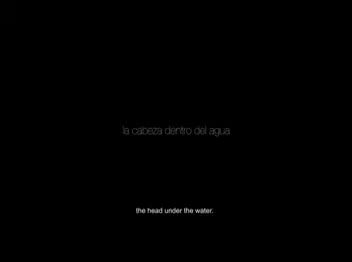 la cabeza dentro del agua
the head under the water.